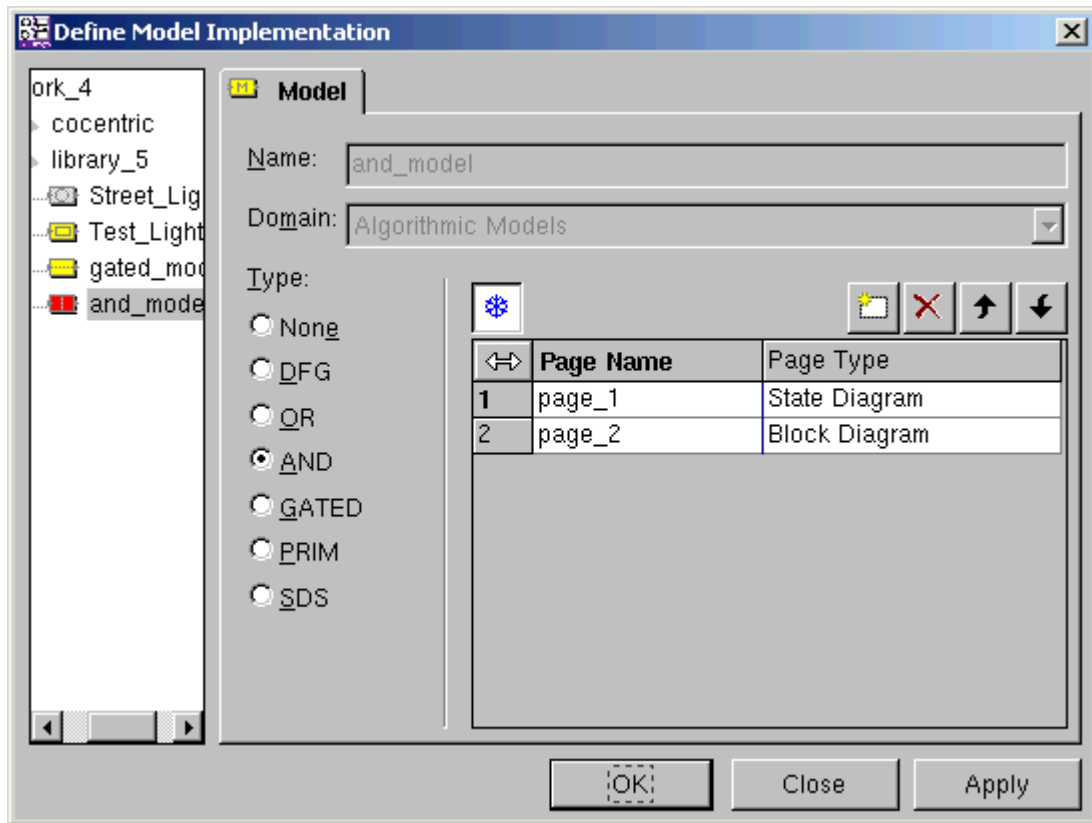 Define Model Implementation
ork_4
cocentric
library_5
Street_Lig
Test_Light
gated_mod
and_mode
Model
Name:
and_model
Domain:
Algorithmic Models
Type:
None
DFG
OR
AND
GATED
PRIM
SDS
Page Name Page Type
1 page_1 State Diagram
2 page_2 Block Diagram
OK Close Apply